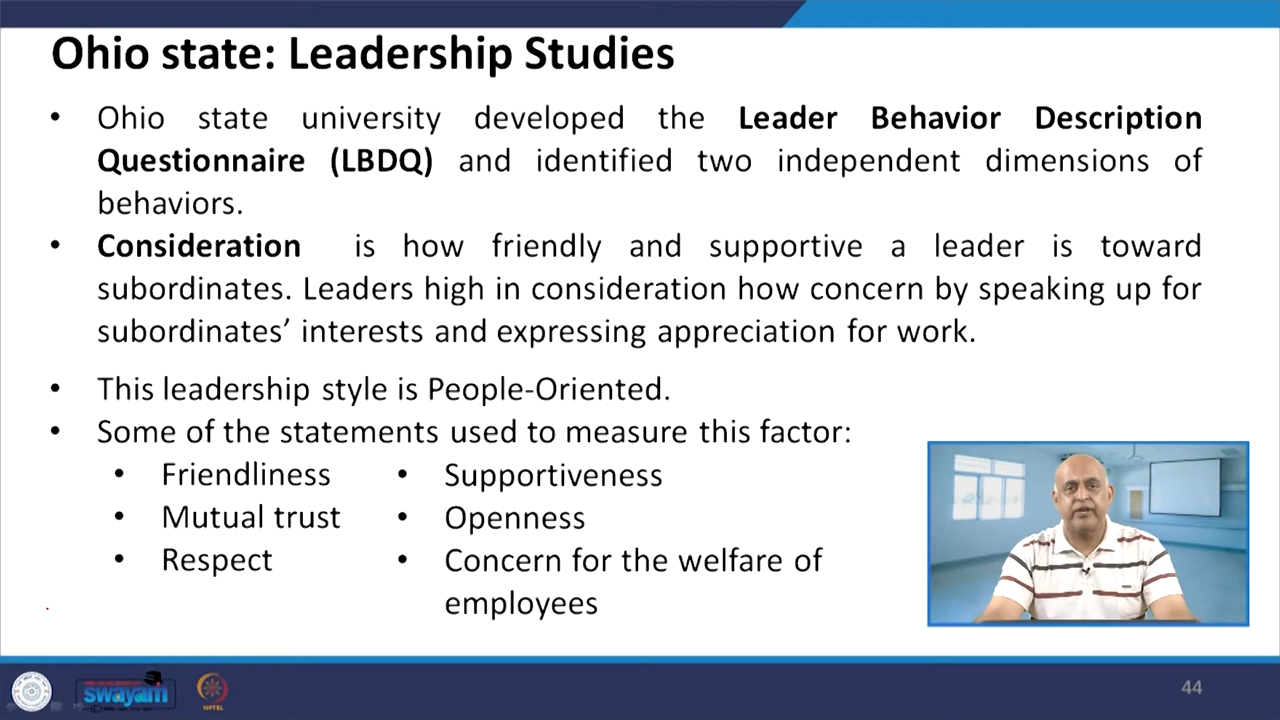 Ohio state: Leadership Studies
• Ohio state university developed the Leader Behavior Description
Questionnaire (LBDQ) and identified two independent dimensions of
behaviors.
• Consideration is how friendly and supportive a leader is toward
subordinates. Leaders high in consideration how concern by speaking up for
subordinates’ interests and expressing appreciation for work.
• This leadership style is People-Oriented.
• Some of the statements used to measure this factor:
• Friendliness
• Mutual trust
• Respect
• Supportiveness
• Openness
• Concern for the welfare of
employees
swayam
NPTEL
44